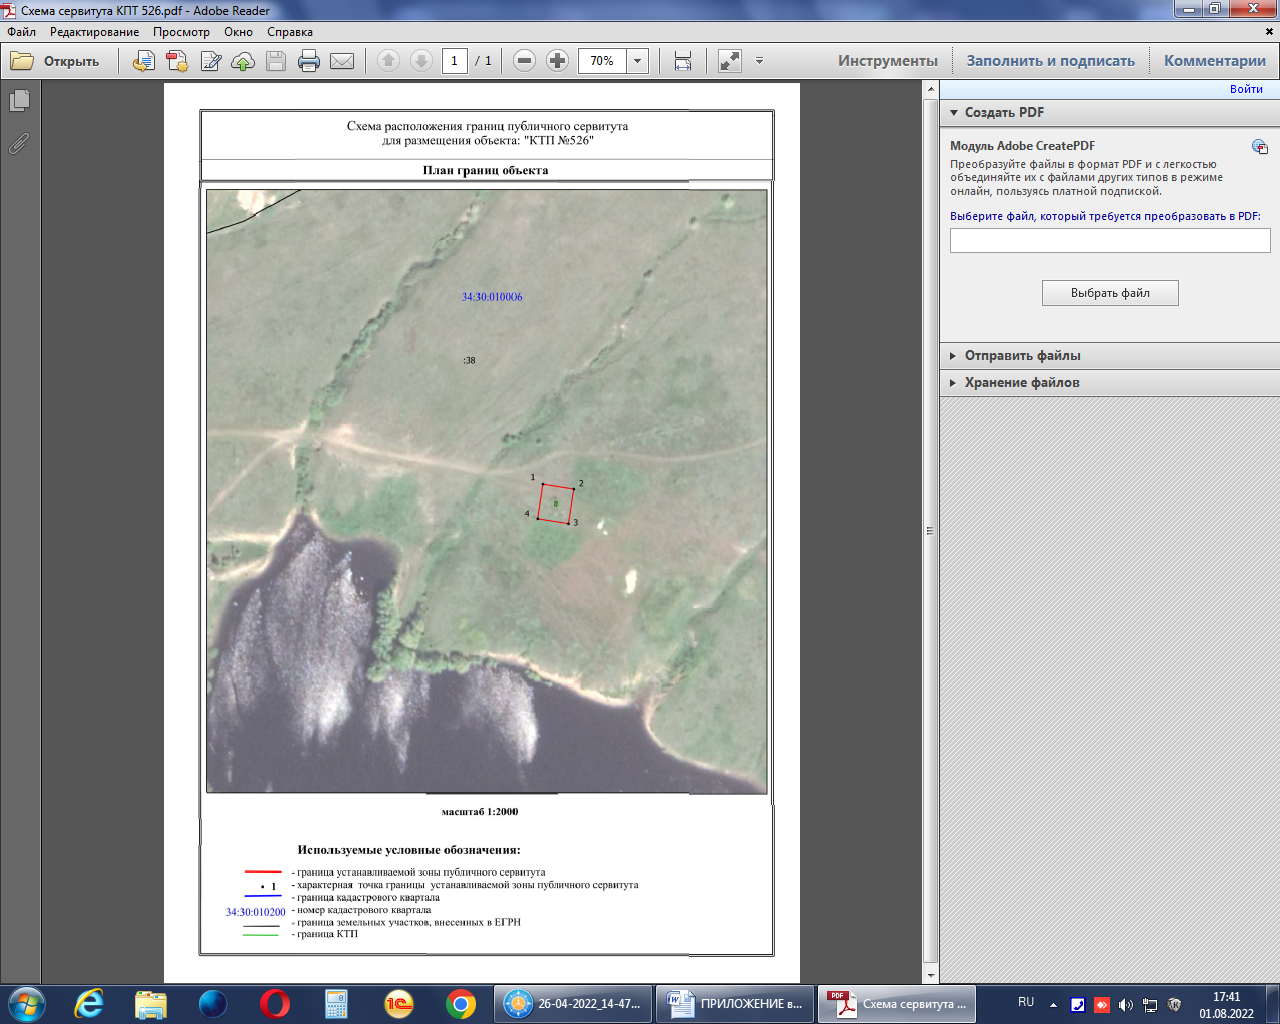 Схема сервитута КПТ 526.pdf - Adobe Reader
Файл Редактирование Просмотр Окно Справка
Открыть 1 / 1 70% Инструменты Заполнить и подписать Комментарии
Войти
Создать PDF
Модуль Adobe CreatePDF
Преобразуйте файлы в формат PDF и с легкостью
объединяйте их с файлами других типов в режиме
онлайн, пользуясь платной подпиской.
Выберите файл, который требуется преобразовать в PDF:
Выбрать файл
Отправить файлы
Хранение файлов
Схема расположения границ публичного сервитута
для размещения объекта: "КТП №526"
План границ объекта
34:30:010006
:38
1
2
4
3
масштаб 1:2000
Используемые условные обозначения:
- граница устанавливаемой зоны публичного сервитута
1 - характерная точка границы устанавливаемой зоны публичного сервитута
- граница кадастрового квартала
34:30:010200 - номер кадастрового квартала
- граница земельных участков, внесенных в ЕГРН
- граница КТП
26-04-2022_14-47... ПРИЛОЖЕНИЕ в... Схема сервитута ... RU 17:41
01.08.2022